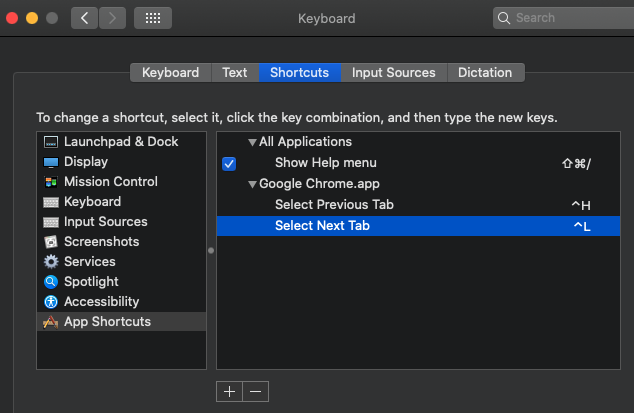 Keyboard
Search
Keyboard Text Shortcuts Input Sources Dictation
To change a shortcut, select it, click the key combination, and then type the new keys.
Launchpad & Dock
Display
Mission Control
Keyboard
Input Sources
Screenshots
Services
Spotlight
Accessibility
App Shortcuts
All Applications
Show Help menu ⇧⌘/
Google Chrome.app
Select Previous Tab ^H
Select Next Tab ^L